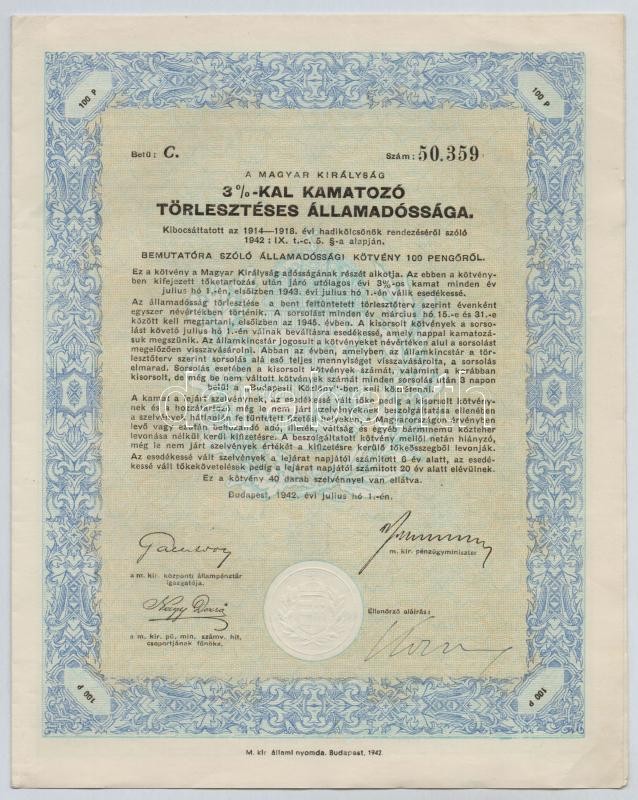 100 P
100 P
Betű: C.
Szám: 50.359
A MAGYAR KIRÁLYSÁG
3%-KAL KAMATOZÓ
TÖRLESZTÉSES ÁLLAMADÓSSÁGA.
Kibocsáttatott az 1914—1918. évi hadikölcsönök rendezéséről szóló
1942: IX. t.-c. 5. §-a alapján.
BEMUTATÓRA SZÓLÓ ÁLLAMADÓSSÁGI KÖTVÉNY 100 PENGŐRŐL.
Ez a kötvény a Magyar Királyság adósságának részét alkotja. Az ebben a kötvény-
ben kifejezett tőketartozás után járó utólagos évi 3%-os kamat minden év
julius hó 1.-én, elsőízben 1943. évi julius hó 1.-én válik esedékessé.
Az államadósság törlesztése a bent feltüntetett törlesztőterv szerint évenként
egyszer névértékben történik. A sorsolást minden év március hó 15.-e és 31.-e
között kell megtartani, elsőízben az 1945. évben. A kisorsolt kötvények a sorso-
lást követő julius hó 1.-én válnak beváltásra esedékessé, amely nappal kamatozá-
suk megszünik. Az államkincstár jogosult a kötvényeket névértéken alul a sorsolást
megelőzően visszavásárolni. Abban az évben, amelyben az államkincstár a tör-
lesztőterv szerint sorsolás alá eső teljes mennyiséget visszavásárolta, a sorsolás
elmarad. Sorsolás esetében a kisorsolt kötvények számát, valamint a korábban
kisorsolt, de be nem váltott kötvények számát minden sorsolás után 3 napon
belül a „Budapesti Közlöny"-ben kell közzétenni.
A kamatot a szelvények, az esedékessé vált tőkét pedig a kisorsolt kötvény-
nek és a hozzátartozó még le nem járt szelvényeknek beszolgáltatása ellenében
a szelvények hátlapján feltüntetett fizetési helyeken, a Magyarországon érvényben
levő vagy ezután behozandó adó, illeték, váltság és egyéb bárminemű közteher
levonása nélkül kerül kifizetésre. A beszolgáltatott kötvény mellől netán hiányzó,
még le nem járt szelvények értékét a kifizetésre kerülő tőkeösszegből levonják.
Az esedékessé vált szelvények a lejárat napjától számított 6 év alatt, az esedé-
kessé vált tőkekövetelések pedig a lejárat napjától számított 20 év alatt elévülnek.
Ez a kötvény 40 darab szelvénnyel van ellátva.
Budapest, 1942. évi julius hó 1.-én.
m. kir. pénzügyminiszter
a m. kir. központi állampénztár
igazgatója.
Nagy Dezső
Ellenőrző aláírás:
a m. kir. pü. min. számv. hit.
csoportjának főnöke.
100 P
100 P
M. kir. állami nyomda. Budapest, 1942.
darabanth